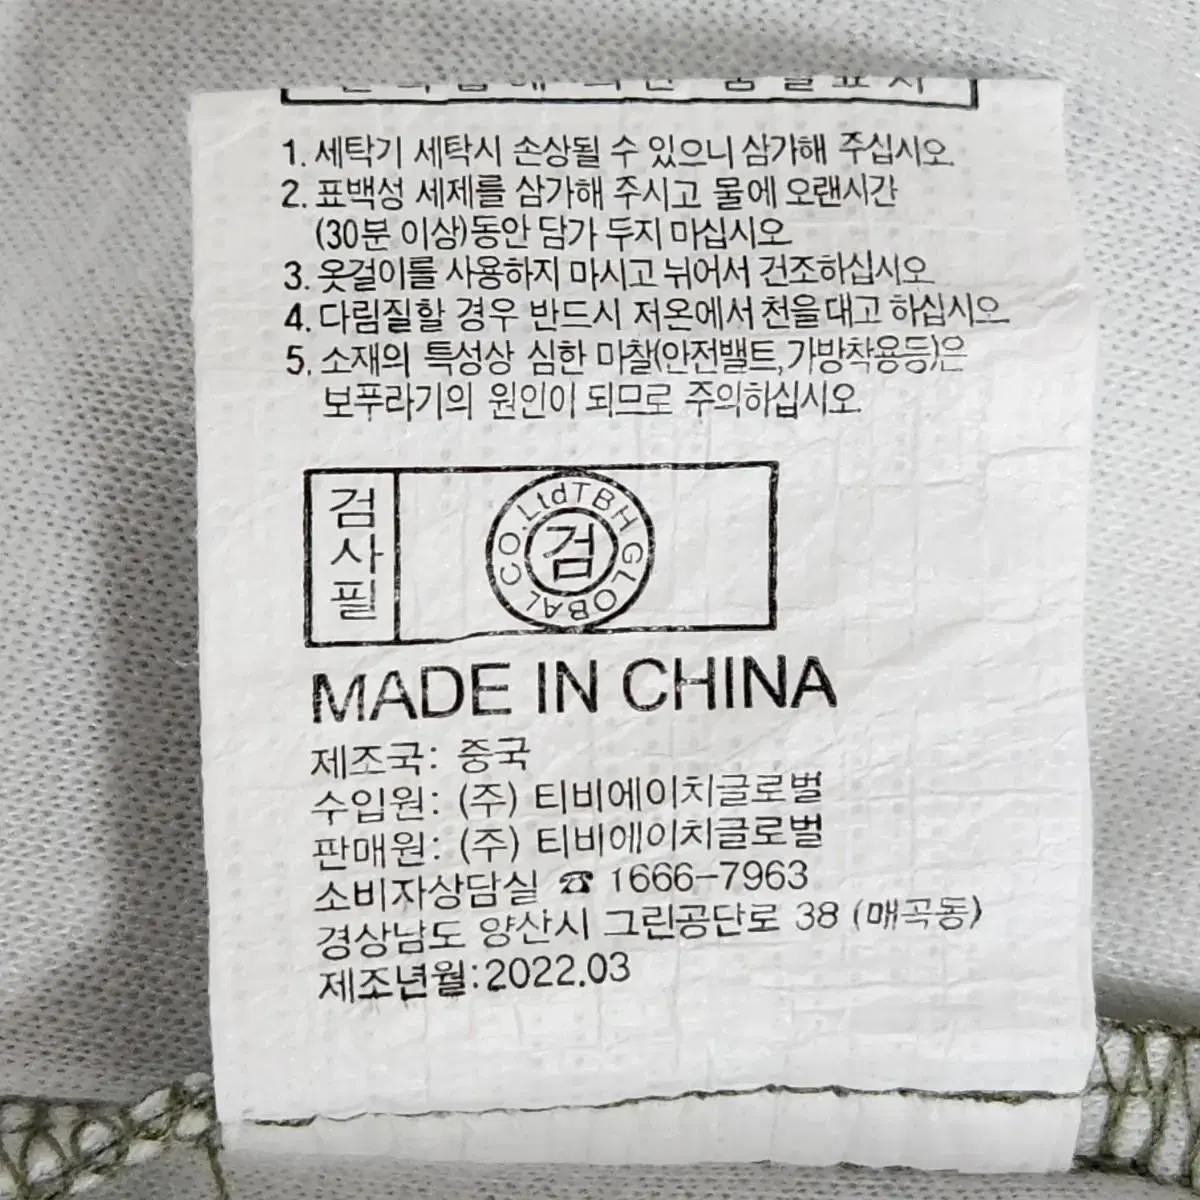 1. 세탁기 세탁시 손상될 수 있으니 삼가해 주십시오.
2. 표백성 세제를 삼가해 주시고 물에 오랜시간
(30분 이상)동안 담가 두지 마십시오.
3. 옷걸이를 사용하지 마시고 뉘어서 건조하십시오.
4. 다림질할 경우 반드시 저온에서 천을 대고 하십시오.
5. 소재의 특성상 심한 마찰(안전밸트,가방착용등)은
보푸라기의 원인이 되므로 주의하십시오.
검사필
TBH GLOBAL CO.Ltd
검
MADE IN CHINA
제조국: 중국
수입원: (주) 티비에이치글로벌
판매원: (주) 티비에이치글로벌
소비자상담실 ☎ 1666-7963
경상남도 양산시 그린공단로 38 (매곡동)
제조년월:2022.03